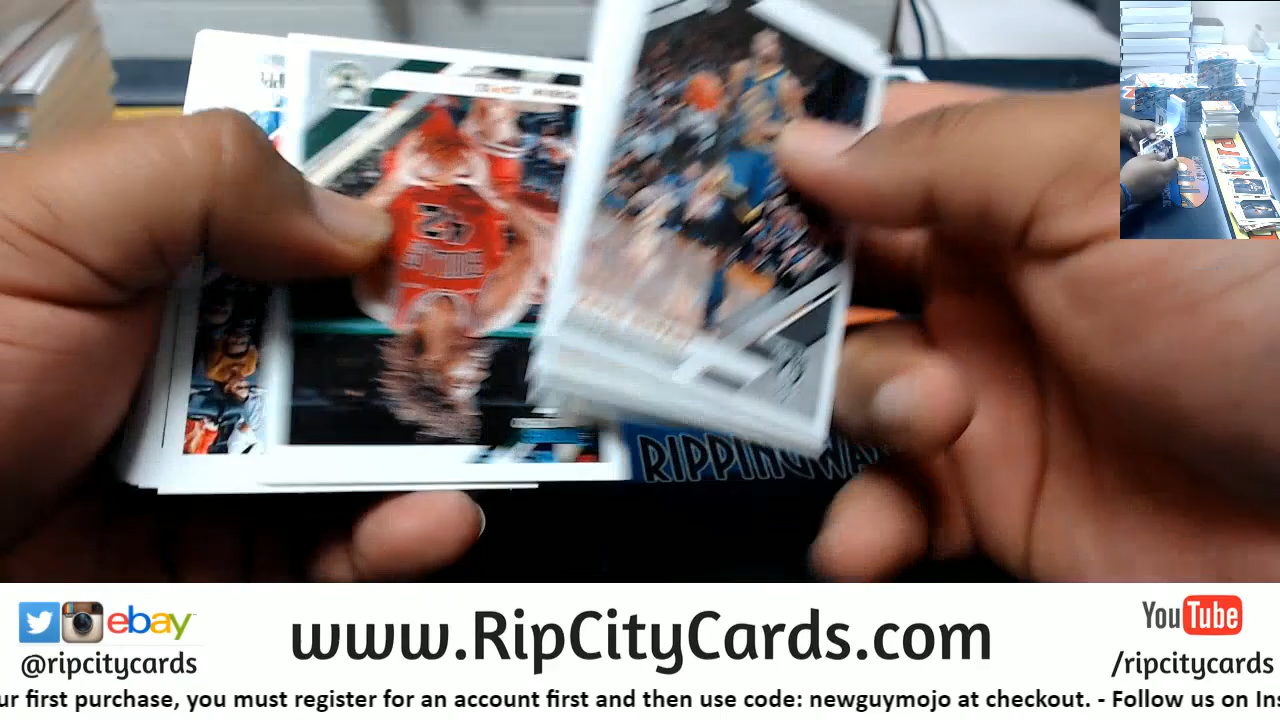 RIPPINGWA
ebay
@ripcitycards
www.RipCityCards.com
YouTube
/ripcitycards
ur first purchase, you must register for an account first and then use code: newguymojo at checkout. - Follow us on Ins